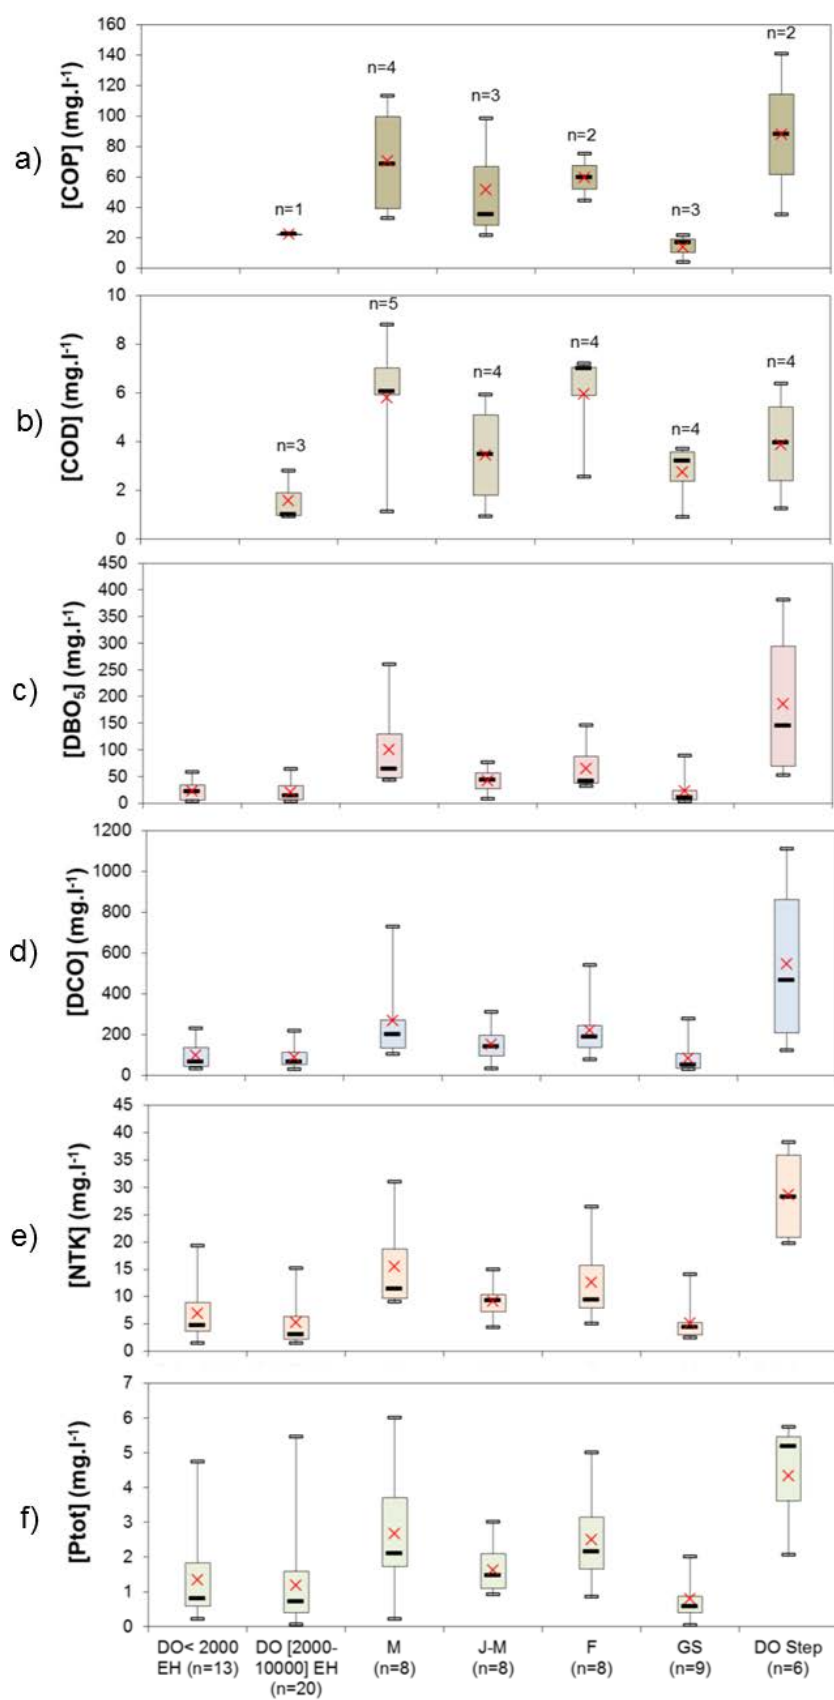 a)
[COP] (mg.l-1)
160
140
120
100
80
60
40
20
0
n=1
n=4
n=3
n=2
n=3
n=2
b)
[COD] (mg.l-1)
10
8
6
4
2
0
n=3
n=5
n=4
n=4
n=4
n=4
c)
[DBO5] (mg.l-1)
450
400
350
300
250
200
150
100
50
0
d)
[DCO] (mg.l-1)
1200
1000
800
600
400
200
0
e)
[NTK] (mg.l-1)
45
40
35
30
25
20
15
10
5
0
f)
[Ptot] (mg.l-1)
7
6
5
4
3
2
1
0
DO< 2000
EH (n=13)
DO [2000-
10000] EH
(n=20)
M
(n=8)
J-M
(n=8)
F
(n=8)
GS
(n=9)
DO Step
(n=6)